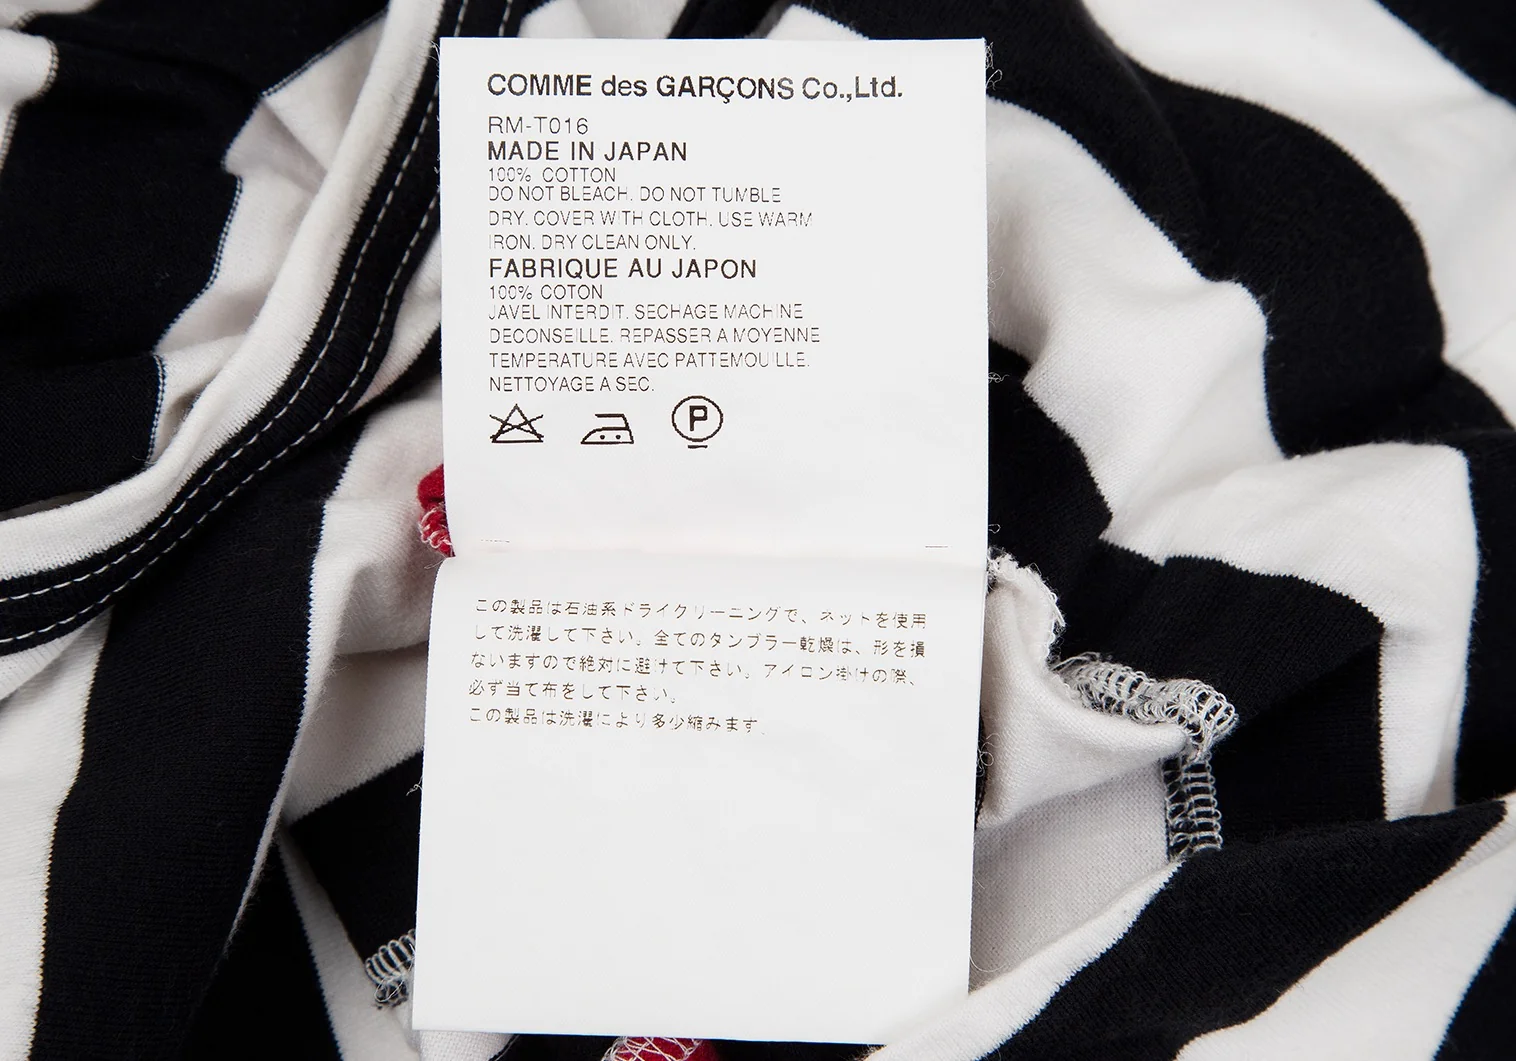 COMME des GARÇONS Co.,Ltd.
RM-T016
MADE IN JAPAN
100% COTTON
DO NOT BLEACH. DO NOT TUMBLE
DRY. COVER WITH CLOTH. USE WARM
IRON. DRY CLEAN ONLY.
FABRIQUE AU JAPON
100% COTON
JAVEL INTERDIT. SECHAGE MACHINE
DECONSEILLE. REPASSER A MOYENNE
TEMPERATURE AVEC PATTEMOUILLE.
NETTOYAGE A SEC.
P
この製品は石油系ドライクリーニングで、ネットを使用
して洗濯して下さい。全てのタンブラー乾燥は、形を損
ないますので絶対に避けて下さい。アイロン掛けの際、
必ず当て布をして下さい。
この製品は洗濯により多少縮みます。